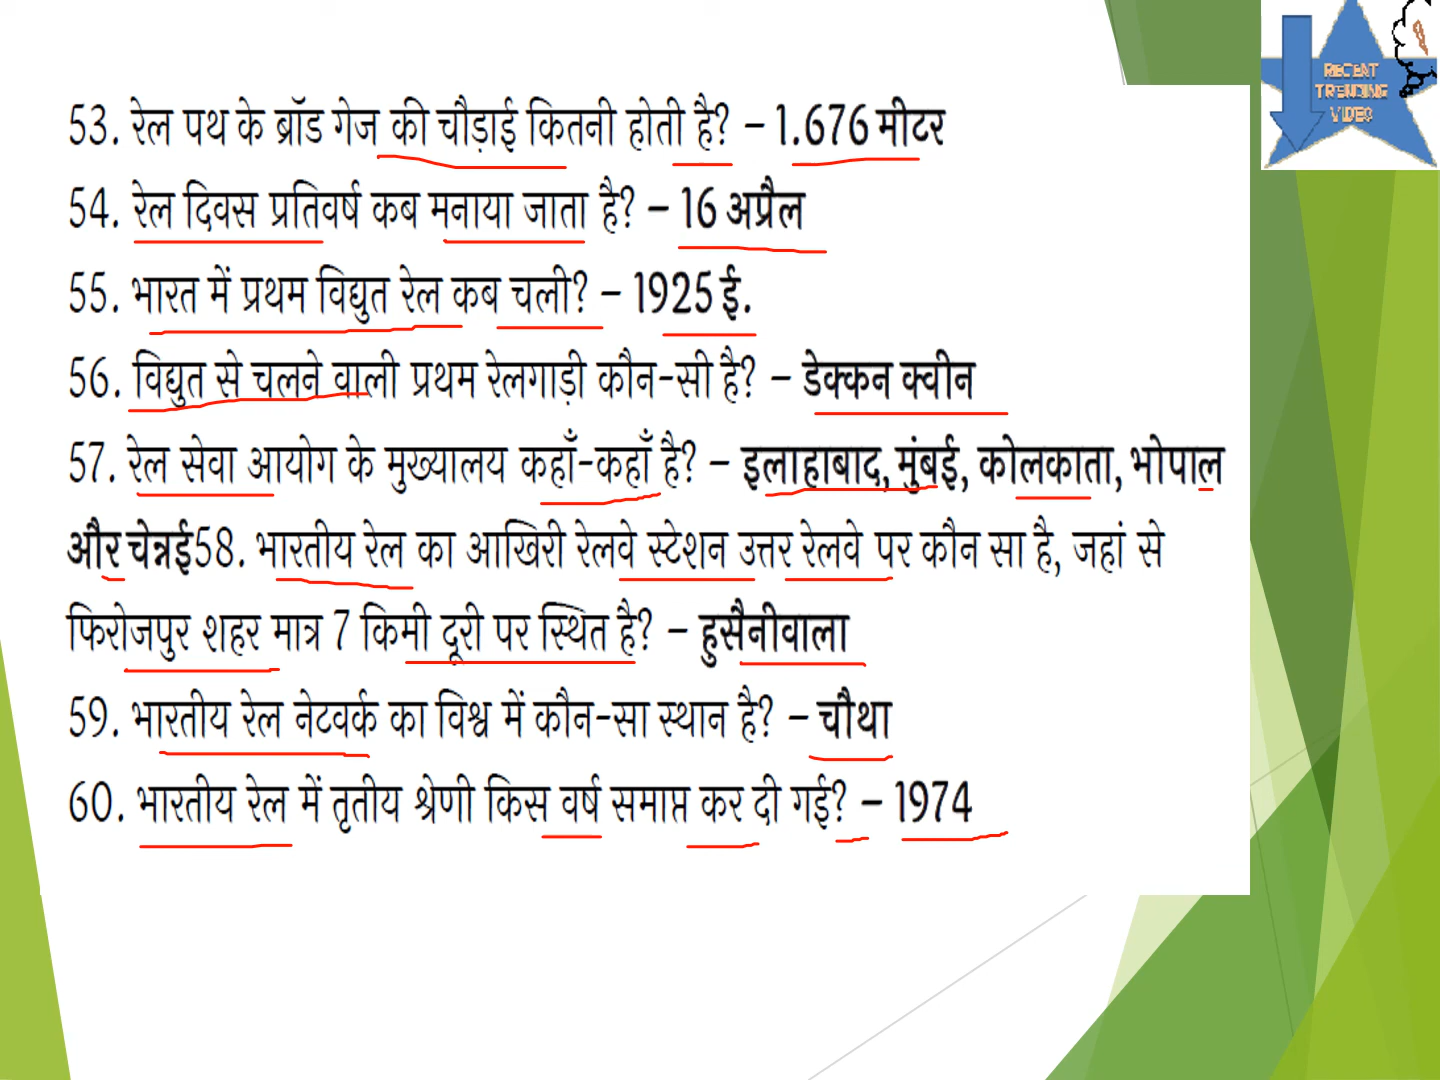 RECENT
TRENDING
VIDEO
53. रेल पथ के ब्रॉड गेज की चौड़ाई कितनी होती है? – 1.676 मीटर
54. रेल दिवस प्रतिवर्ष कब मनाया जाता है? – 16 अप्रैल
55. भारत में प्रथम विद्युत रेल कब चली? – 1925 ई.
56. विद्युत से चलने वाली प्रथम रेलगाड़ी कौन-सी है? – डेक्कन क्वीन
57. रेल सेवा आयोग के मुख्यालय कहाँ-कहाँ है? – इलाहाबाद, मुंबई, कोलकाता, भोपाल
और चेन्नई58. भारतीय रेल का आखिरी रेलवे स्टेशन उत्तर रेलवे पर कौन सा है, जहां से
फिरोजपुर शहर मात्र 7 किमी दूरी पर स्थित है? – हुसैनीवाला
59. भारतीय रेल नेटवर्क का विश्व में कौन-सा स्थान है? – चौथा
60. भारतीय रेल में तृतीय श्रेणी किस वर्ष समाप्त कर दी गई? – 1974